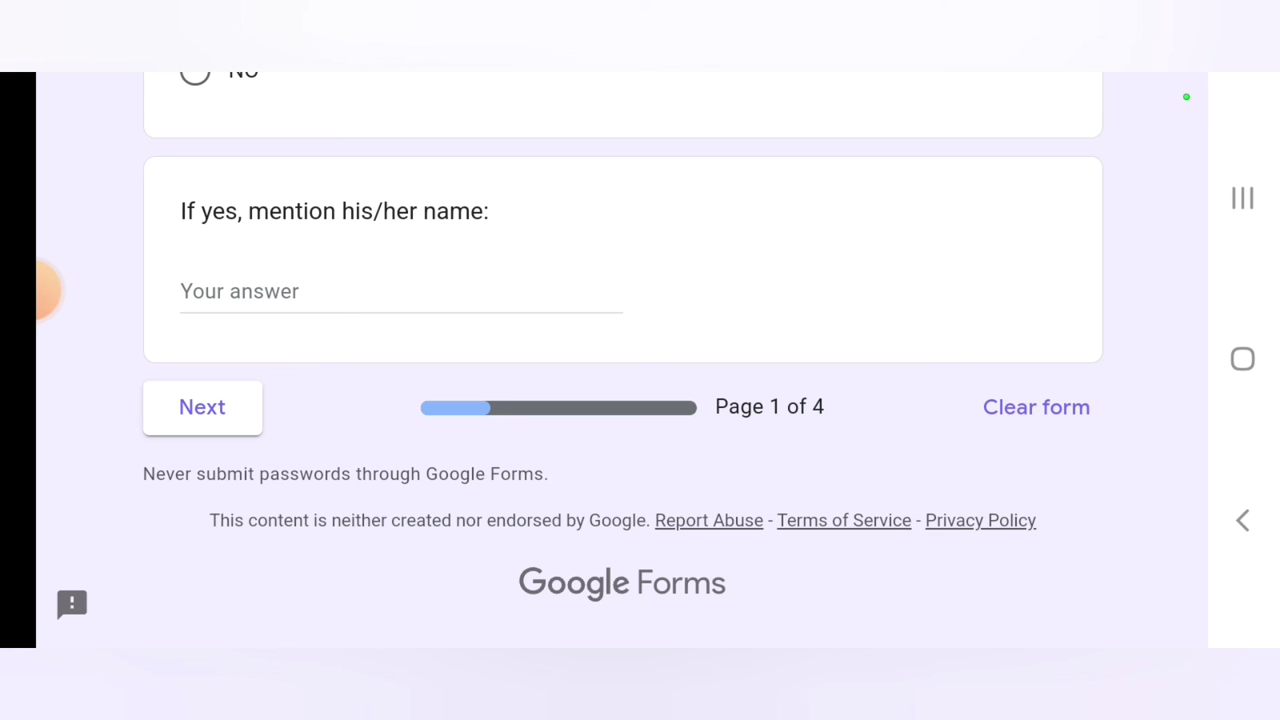 No
If yes, mention his/her name:
Your answer
Next
Page 1 of 4
Clear form
Never submit passwords through Google Forms.
This content is neither created nor endorsed by Google. Report Abuse - Terms of Service - Privacy Policy
Google Forms